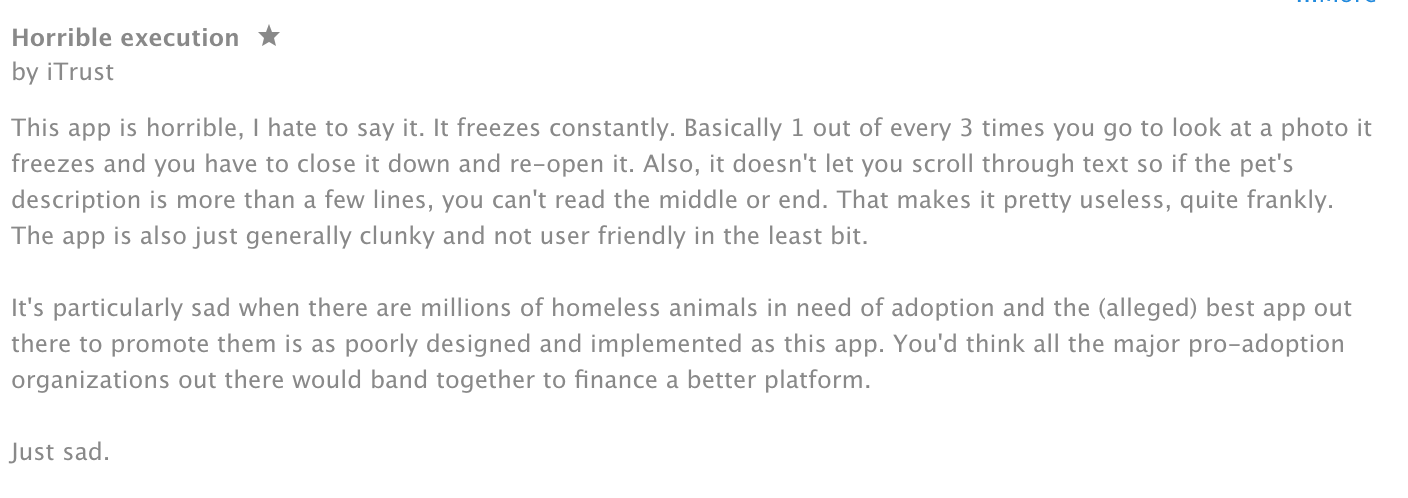 Horrible execution ★
by iTrust
This app is horrible, I hate to say it. It freezes constantly. Basically 1 out of every 3 times you go to look at a photo it
freezes and you have to close it down and re-open it. Also, it doesn't let you scroll through text so if the pet's
description is more than a few lines, you can't read the middle or end. That makes it pretty useless, quite frankly.
The app is also just generally clunky and not user friendly in the least bit.
It's particularly sad when there are millions of homeless animals in need of adoption and the (alleged) best app out
there to promote them is as poorly designed and implemented as this app. You'd think all the major pro-adoption
organizations out there would band together to finance a better platform.
Just sad.